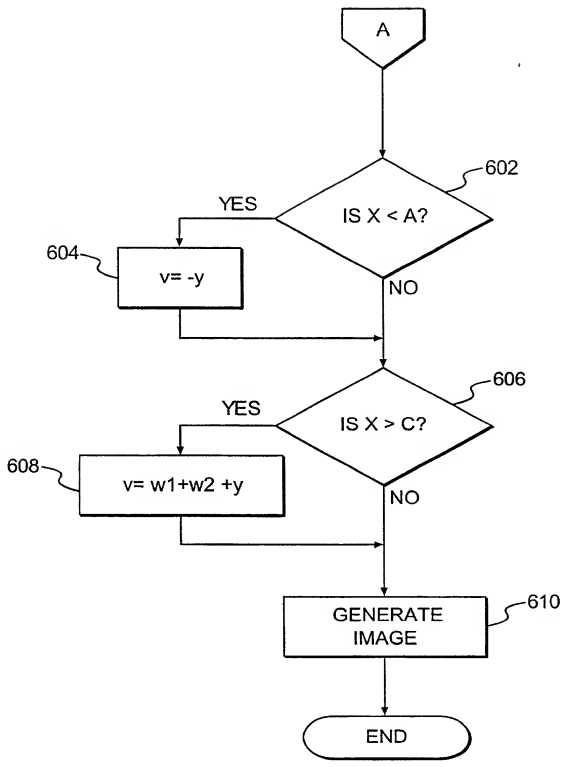 A
602
IS X < A?
YES
604
v= -y
NO
606
IS X > C?
YES
608
v= w1+w2 +y
NO
610
GENERATE
IMAGE
END